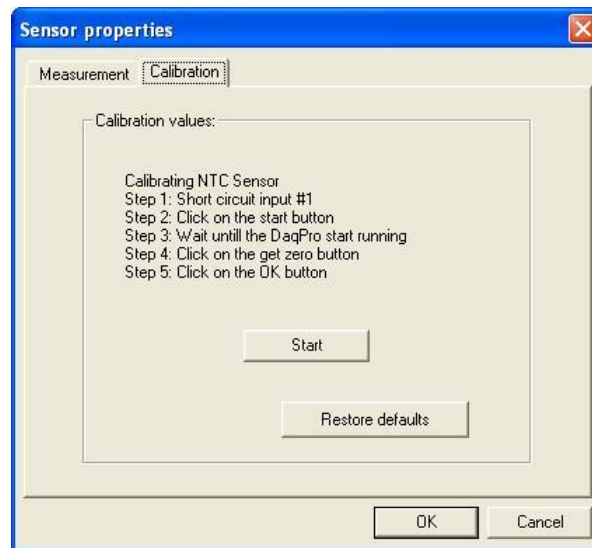 Sensor properties
Measurement
Calibration
Calibration values:
Calibrating NTC Sensor
Step 1: Short circuit input #1
Step 2: Click on the start button
Step 3: Wait untill the DaqPro start running
Step 4: Click on the get zero button
Step 5: Click on the OK button
Start
Restore defaults
OK
Cancel